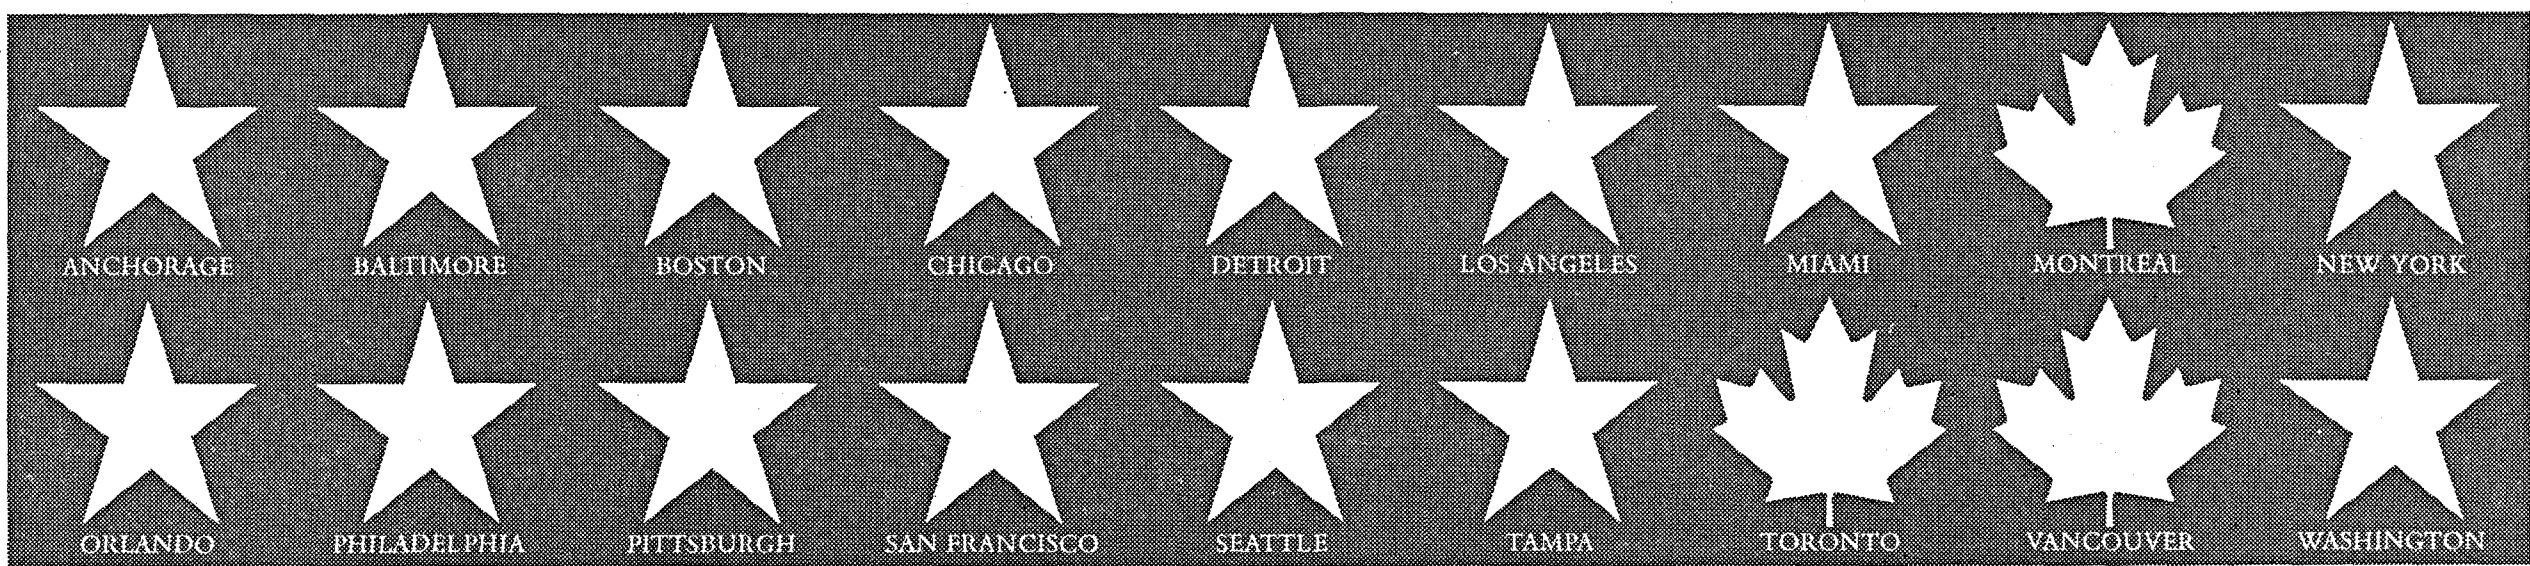 ANCHORAGE BALTIMORE BOSTON CHICAGO DETROIT LOS ANGELES MIAMI MONTREAL NEW YORK
ORLANDO PHILADELPHIA PITTSBURGH SAN FRANCISCO SEATTLE TAMPA TORONTO VANCOUVER WASHINGTON